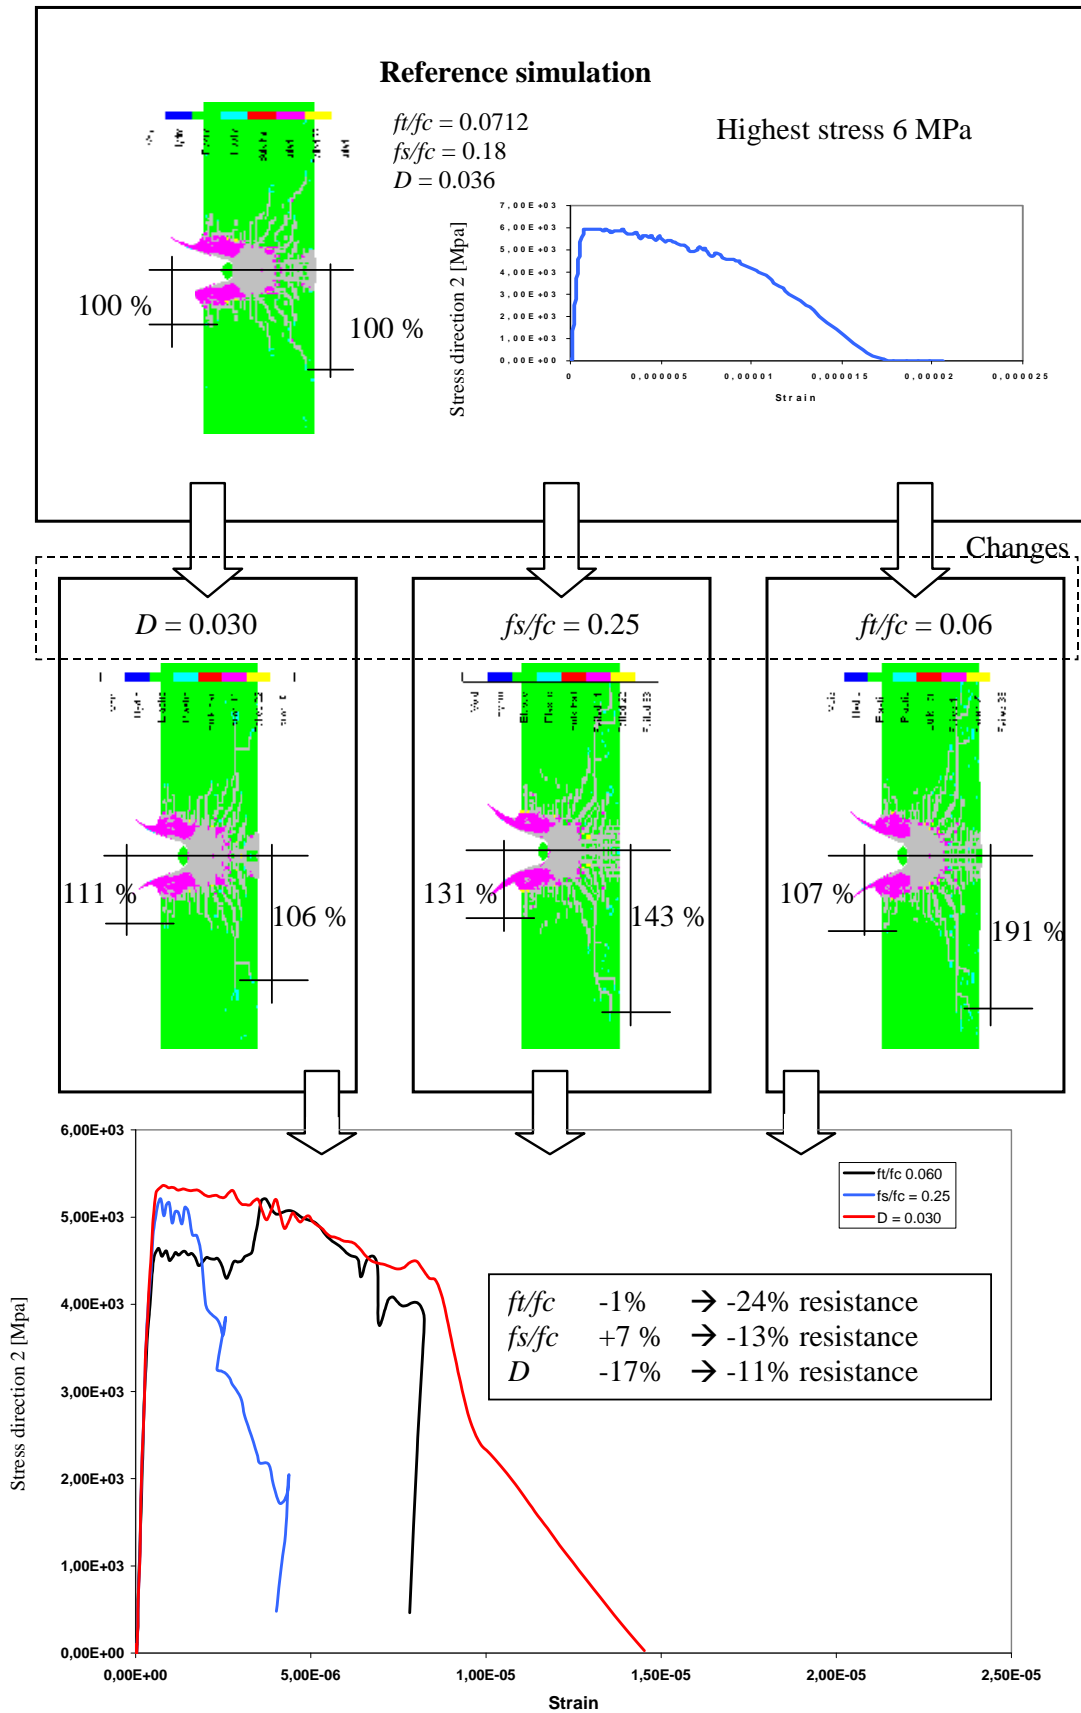 Reference simulation
ft/fc = 0.0712
fs/fc = 0.18
D = 0.036
Highest stress 6 MPa
100 %
100 %
Stress direction 2 [Mpa]
7,00E+03
6,00E+03
5,00E+03
4,00E+03
3,00E+03
2,00E+03
1,00E+03
0,00E+00
0
0,000005
0,00001
0,000015
0,00002
0,000025
Strain
Changes
D = 0.030
fs/fc = 0.25
ft/fc = 0.06
111 %
106 %
131 %
143 %
107 %
191 %
Stress direction 2 [Mpa]
6,00E+03
5,00E+03
4,00E+03
3,00E+03
2,00E+03
1,00E+03
0,00E+00
ft/fc 0.060
fs/fc = 0.25
D = 0.030
ft/fc -1% → -24% resistance
fs/fc +7 % → -13% resistance
D -17% → -11% resistance
0,00E+00
5,00E-06
1,00E-05
1,50E-05
2,00E-05
2,50E-05
Strain